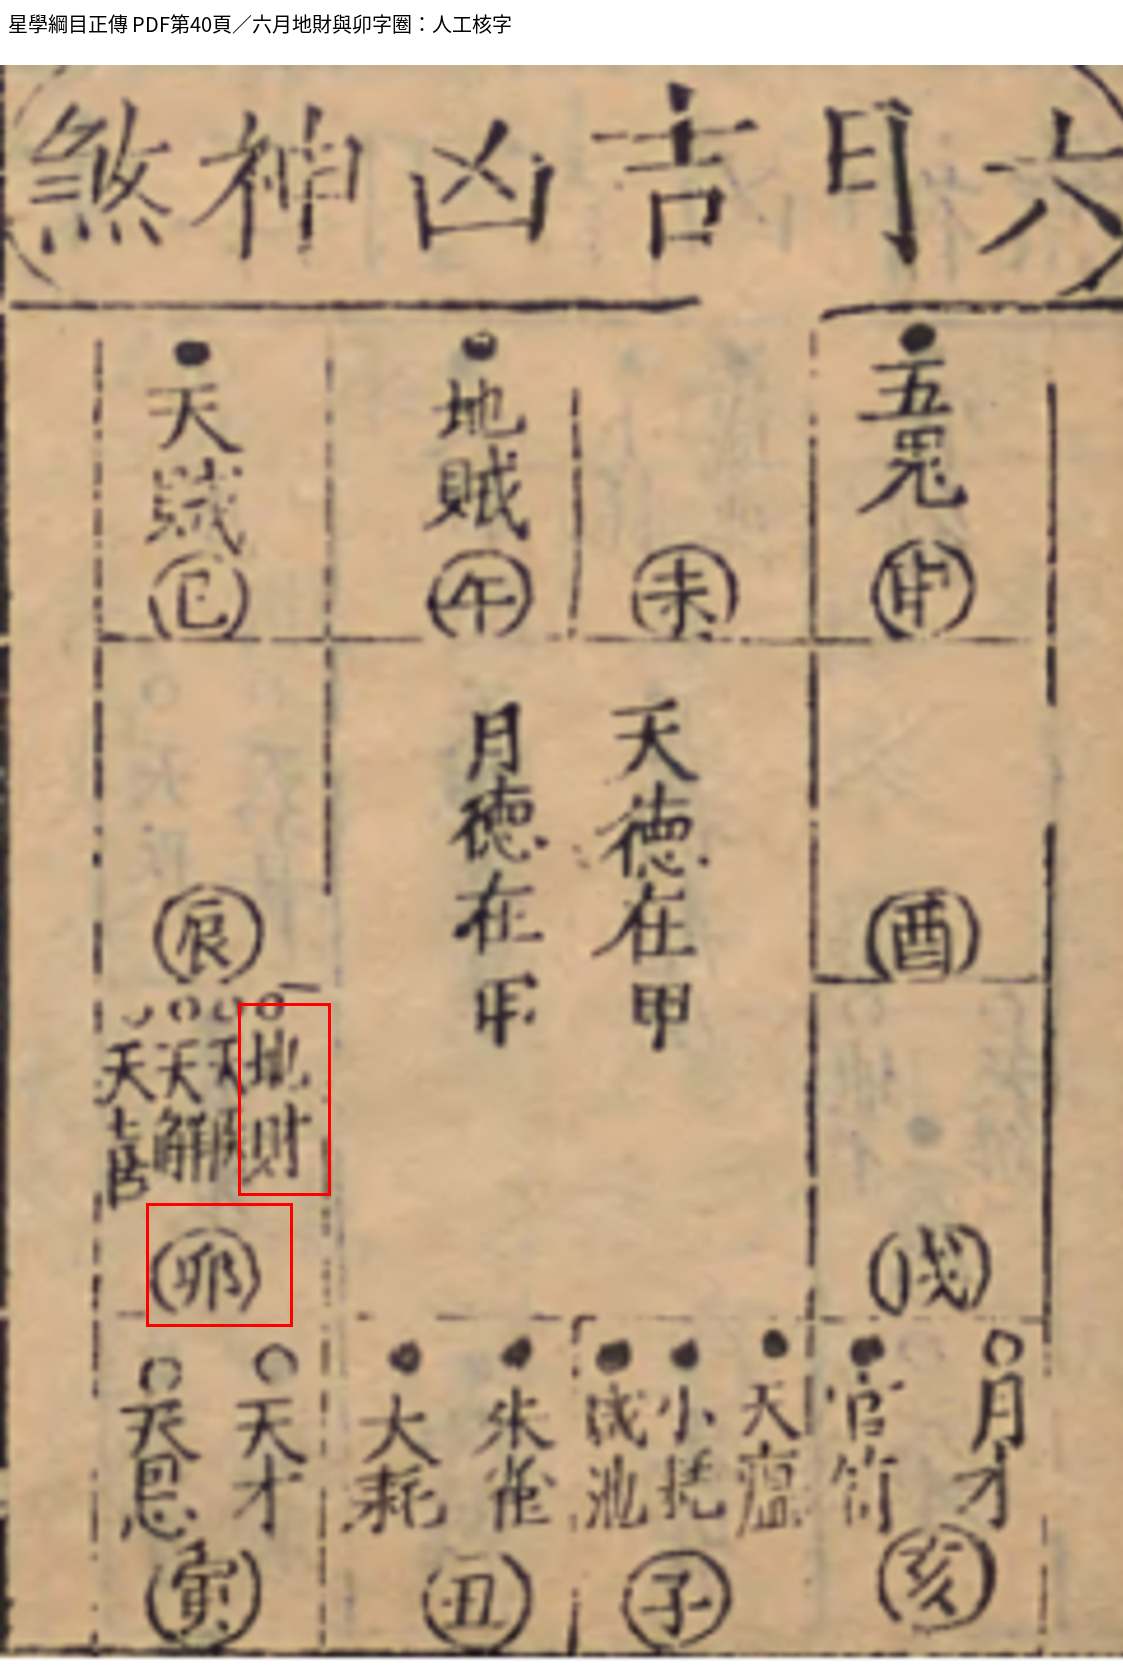 星學綱目正傳 PDF第40頁／六月地財與卯字圈：人工核字
六月吉凶神煞
五鬼
申
未
地賊
午
天賊
巳
天德在甲
月德在甲
酉
辰
地財
天解
天喜
卯
戌
月才
官符
亥
天瘟
小耗
咸池
子
朱雀
大耗
丑
天才
天恩
寅